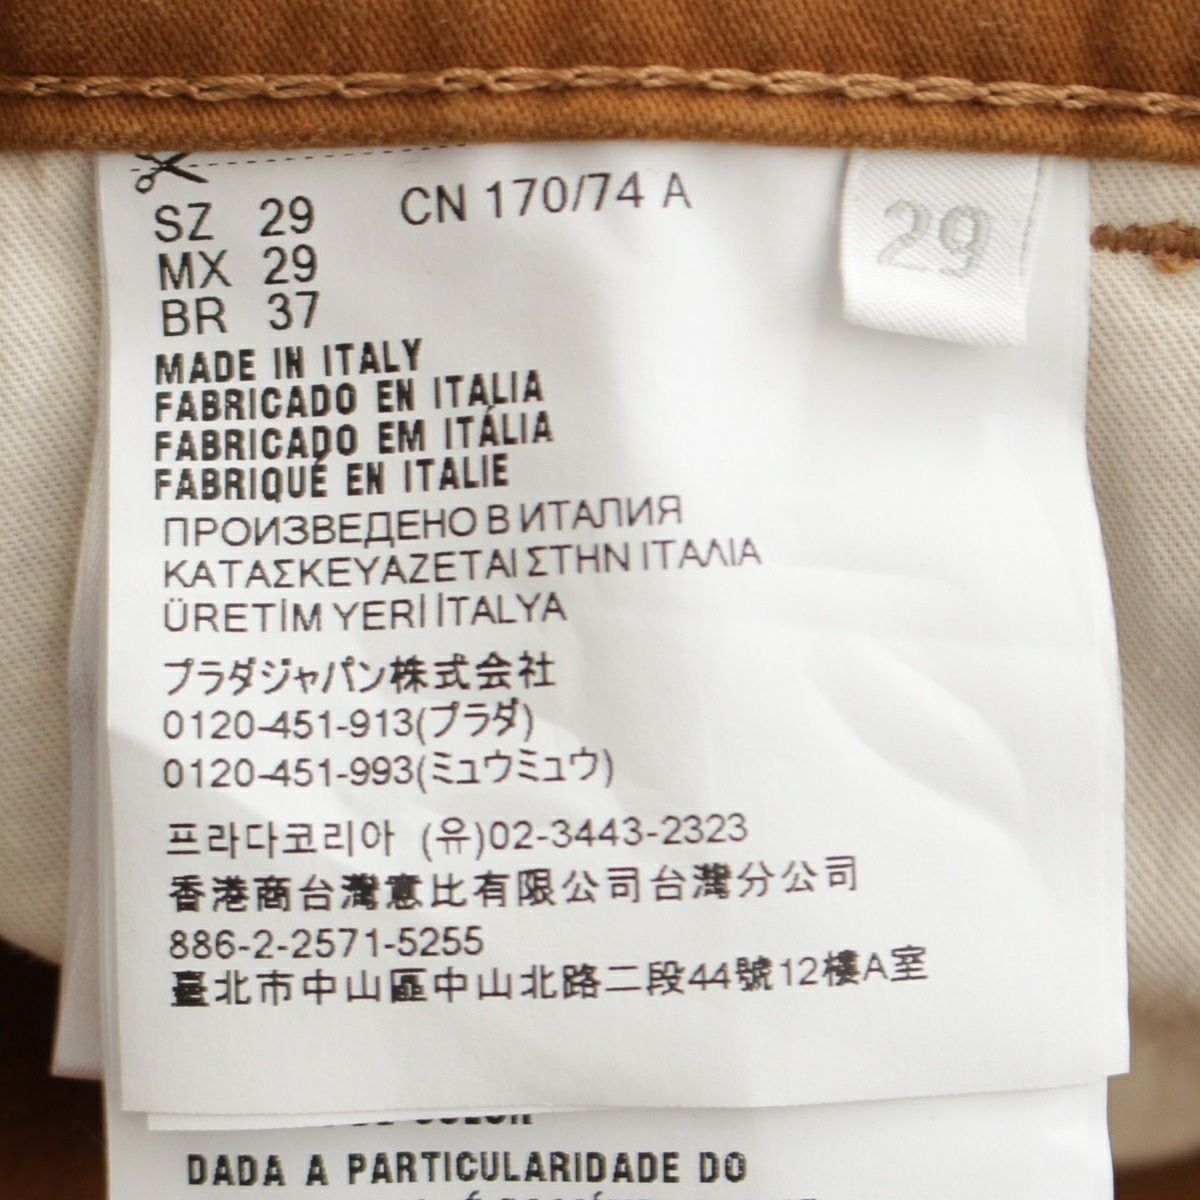 SZ 29 CN 170/74 A
29
MX 29
BR 37
MADE IN ITALY
FABRICADO EN ITALIA
FABRICADO EM ITÁLIA
FABRIQUÉ EN ITALIE
ПРОИЗВЕДЕНО В ИТАЛИЯ
ΚΑΤΑΣΚΕΥΑΖΕΤΑΙ ΣΤΗΝ ΙΤΑΛΙΑ
ÜRETİM YERİ İTALYA
プラダジャパン株式会社
0120-451-913(プラダ)
0120-451-993(ミュウミュウ)
프라다코리아 (유)02-3443-2323
香港商台灣意比有限公司台灣分公司
886-2-2571-5255
臺北市中山區中山北路二段44號12樓A室
COLOR
DADA A PARTICULARIDADE DO